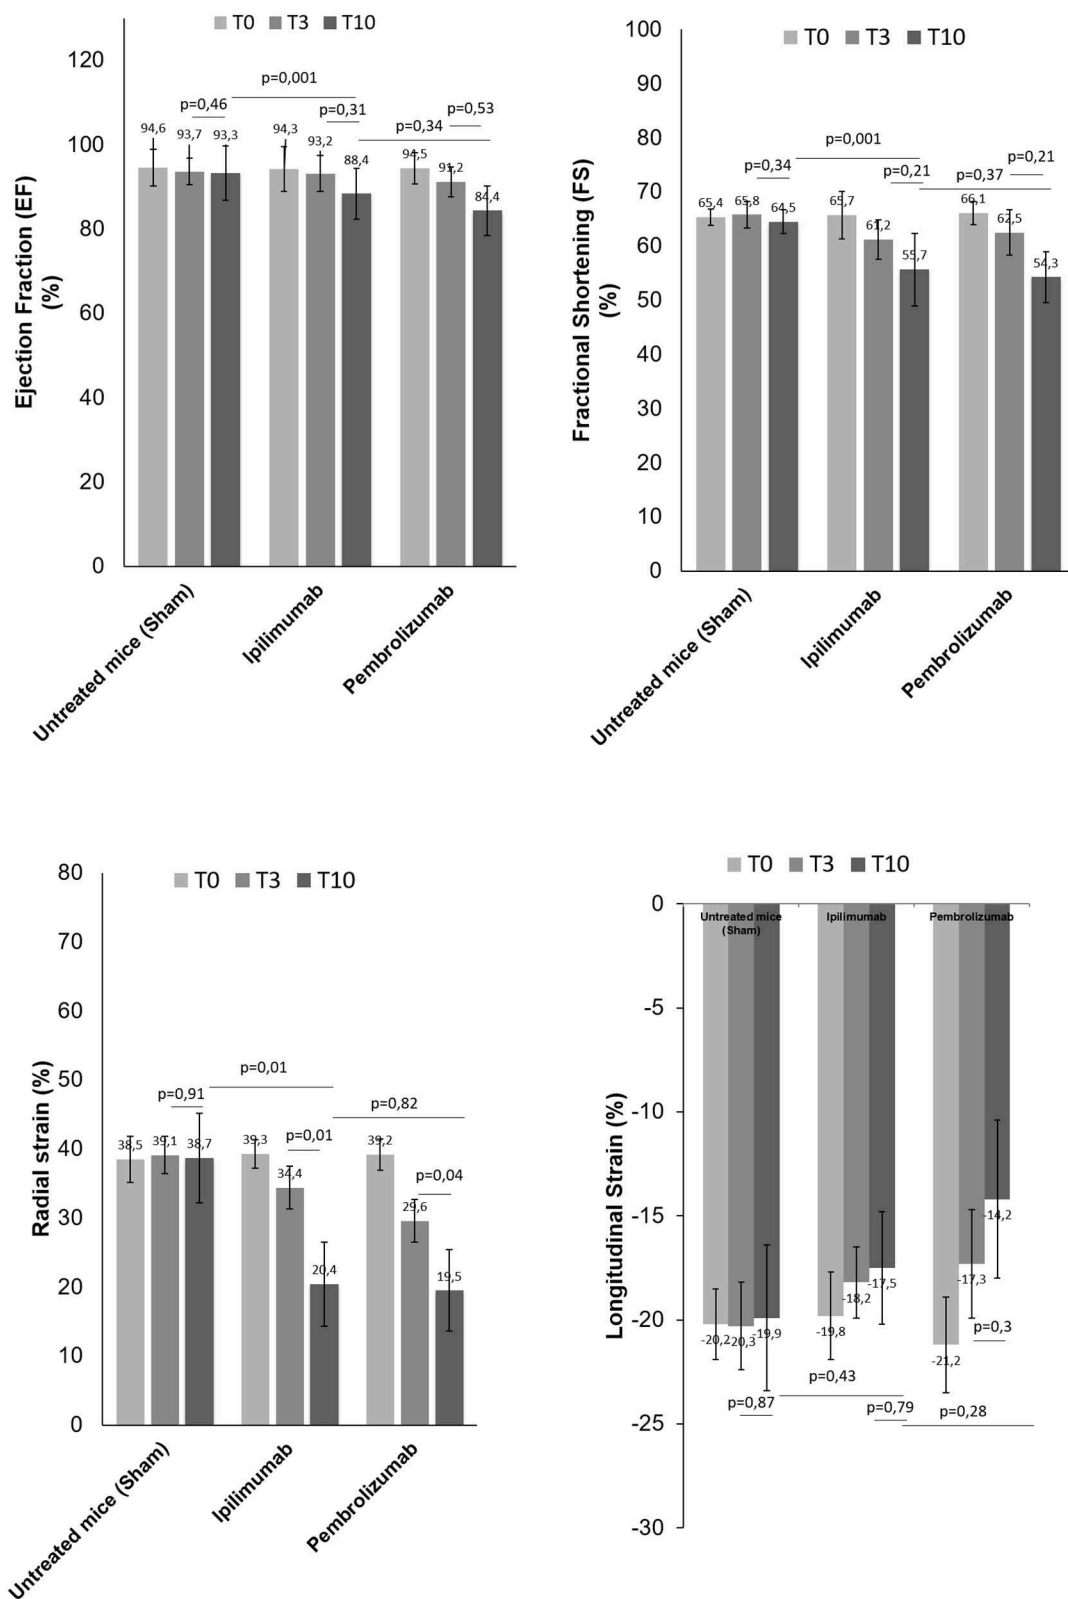 T0 T3 T10
120
100
80
60
40
20
0
Ejection Fraction (EF)
(%)
p=0,001
p=0,46
p=0,31
p=0,53
p=0,34
94,6
93,7
93,3
94,3
93,2
88,4
94,5
91,2
84,4
Untreated mice (Sham)
Ipilimumab
Pembrolizumab
T0 T3 T10
100
90
80
70
60
50
40
30
20
10
0
Fractional Shortening (FS)
(%)
p=0,001
p=0,34
p=0,21
p=0,21
p=0,37
65,4
65,8
64,5
65,7
61,2
55,7
66,1
62,5
54,3
Untreated mice (Sham)
Ipilimumab
Pembrolizumab
T0 T3 T10
80
70
60
50
40
30
20
10
0
Radial strain (%)
p=0,01
p=0,91
p=0,82
p=0,01
p=0,04
38,5
39,1
38,7
39,3
34,4
20,4
39,2
29,6
19,5
Untreated mice (Sham)
Ipilimumab
Pembrolizumab
T0 T3 T10
0
-5
-10
-15
-20
-25
-30
Longitudinal Strain (%)
Untreated mice
(Sham)
Ipilimumab
Pembrolizumab
-20,2
-20,3
-19,9
-19,8
-18,2
-17,5
-21,2
-17,3
-14,2
p=0,3
p=0,43
p=0,87
p=0,79
p=0,28